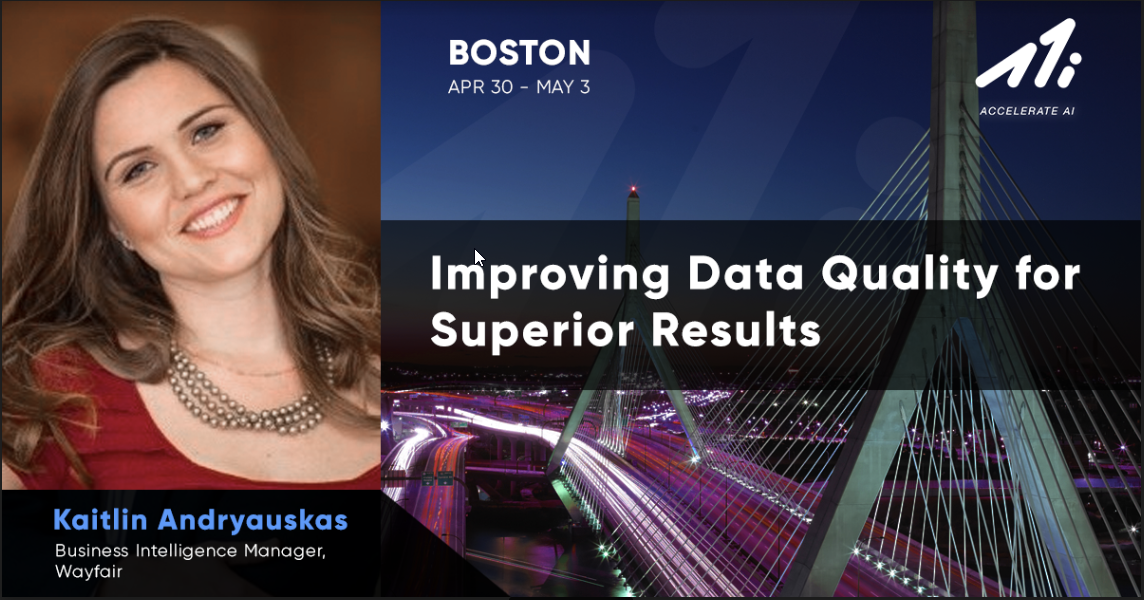 BOSTON
APR 30 - MAY 3
ACCELERATE AI
Improving Data Quality for
Superior Results
Kaitlin Andryauskas
Business Intelligence Manager,
Wayfair